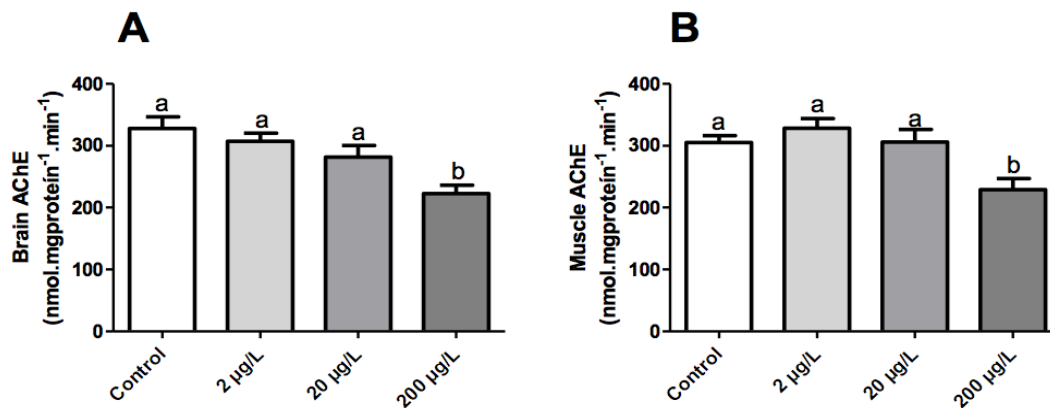 A
Brain AChE
(nmol.mgprotein⁻¹.min⁻¹)
400
300
200
100
0
a
a
a
b
Control
2 µg/L
20 µg/L
200 µg/L
B
Muscle AChE
(nmol.mgprotein⁻¹.min⁻¹)
400
300
200
100
0
a
a
a
b
Control
2 µg/L
20 µg/L
200 µg/L